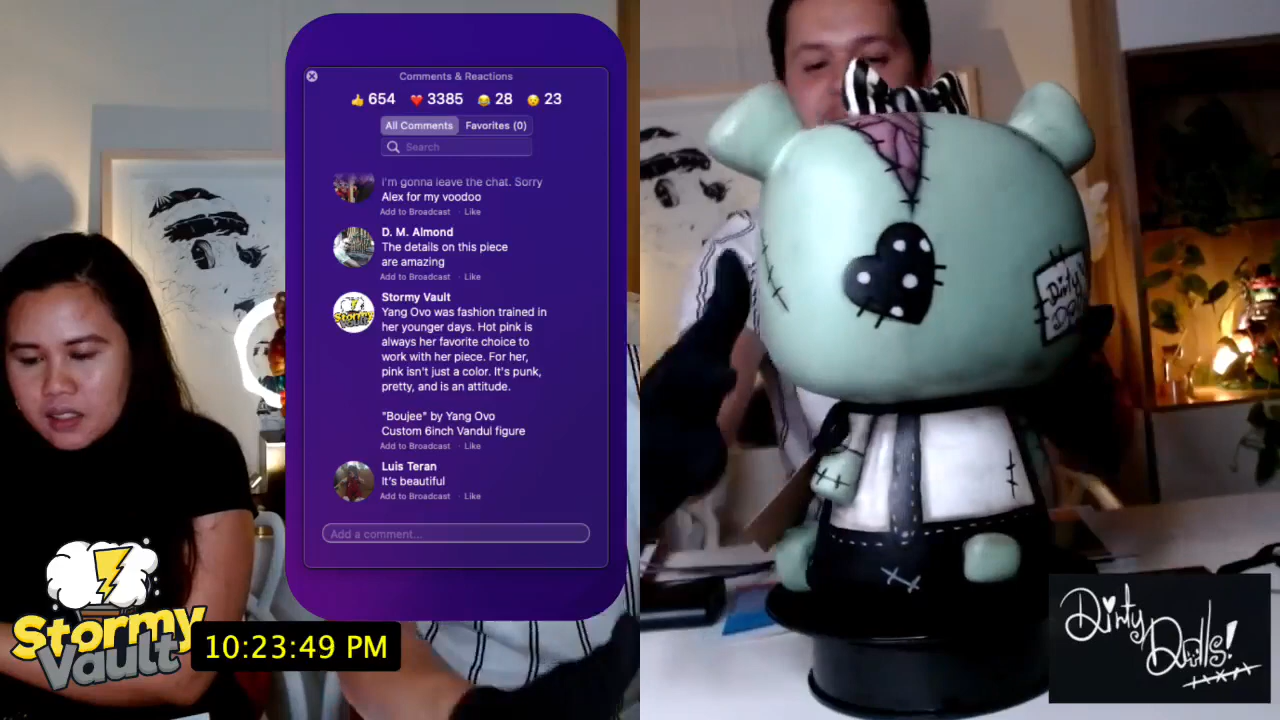 Comments & Reactions
654 3385 28 23
All Comments Favorites (0)
Search
i'm gonna leave the chat. Sorry
Alex for my voodoo
Add to Broadcast · Like
D. M. Almond
The details on this piece
are amazing
Add to Broadcast · Like
Stormy Vault
Yang Ovo was fashion trained in
her younger days. Hot pink is
always her favorite choice to
work with her piece. For her,
pink isn't just a color. It's punk,
pretty, and is an attitude.
"Boujee" by Yang Ovo
Custom 6inch Vandul figure
Add to Broadcast · Like
Luis Teran
It's beautiful
Add to Broadcast · Like
Add a comment...
Stormy
Vault
10:23:49 PM
Dirty
Dolls!